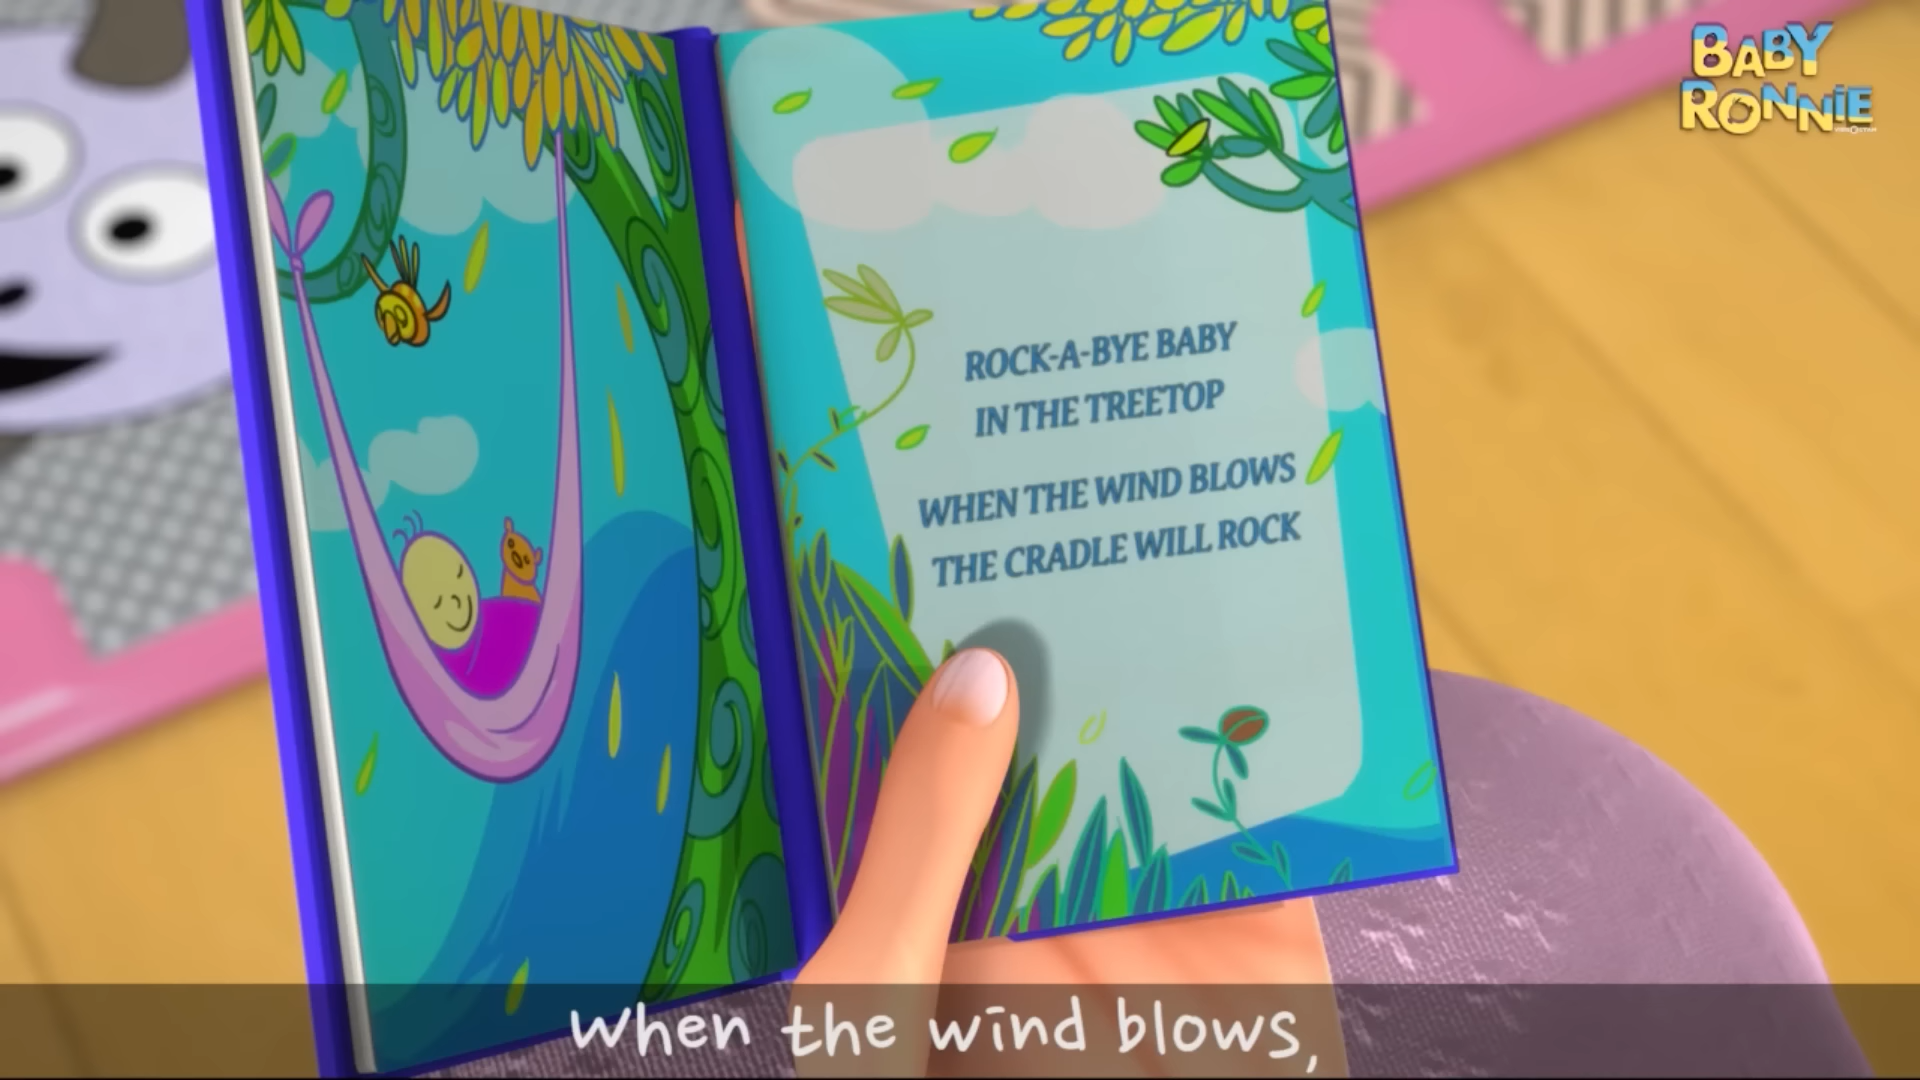 BABY
RONNiE
ROCK-A-BYE BABY
IN THE TREETOP
WHEN THE WIND BLOWS
THE CRADLE WILL ROCK
When the wind blows,